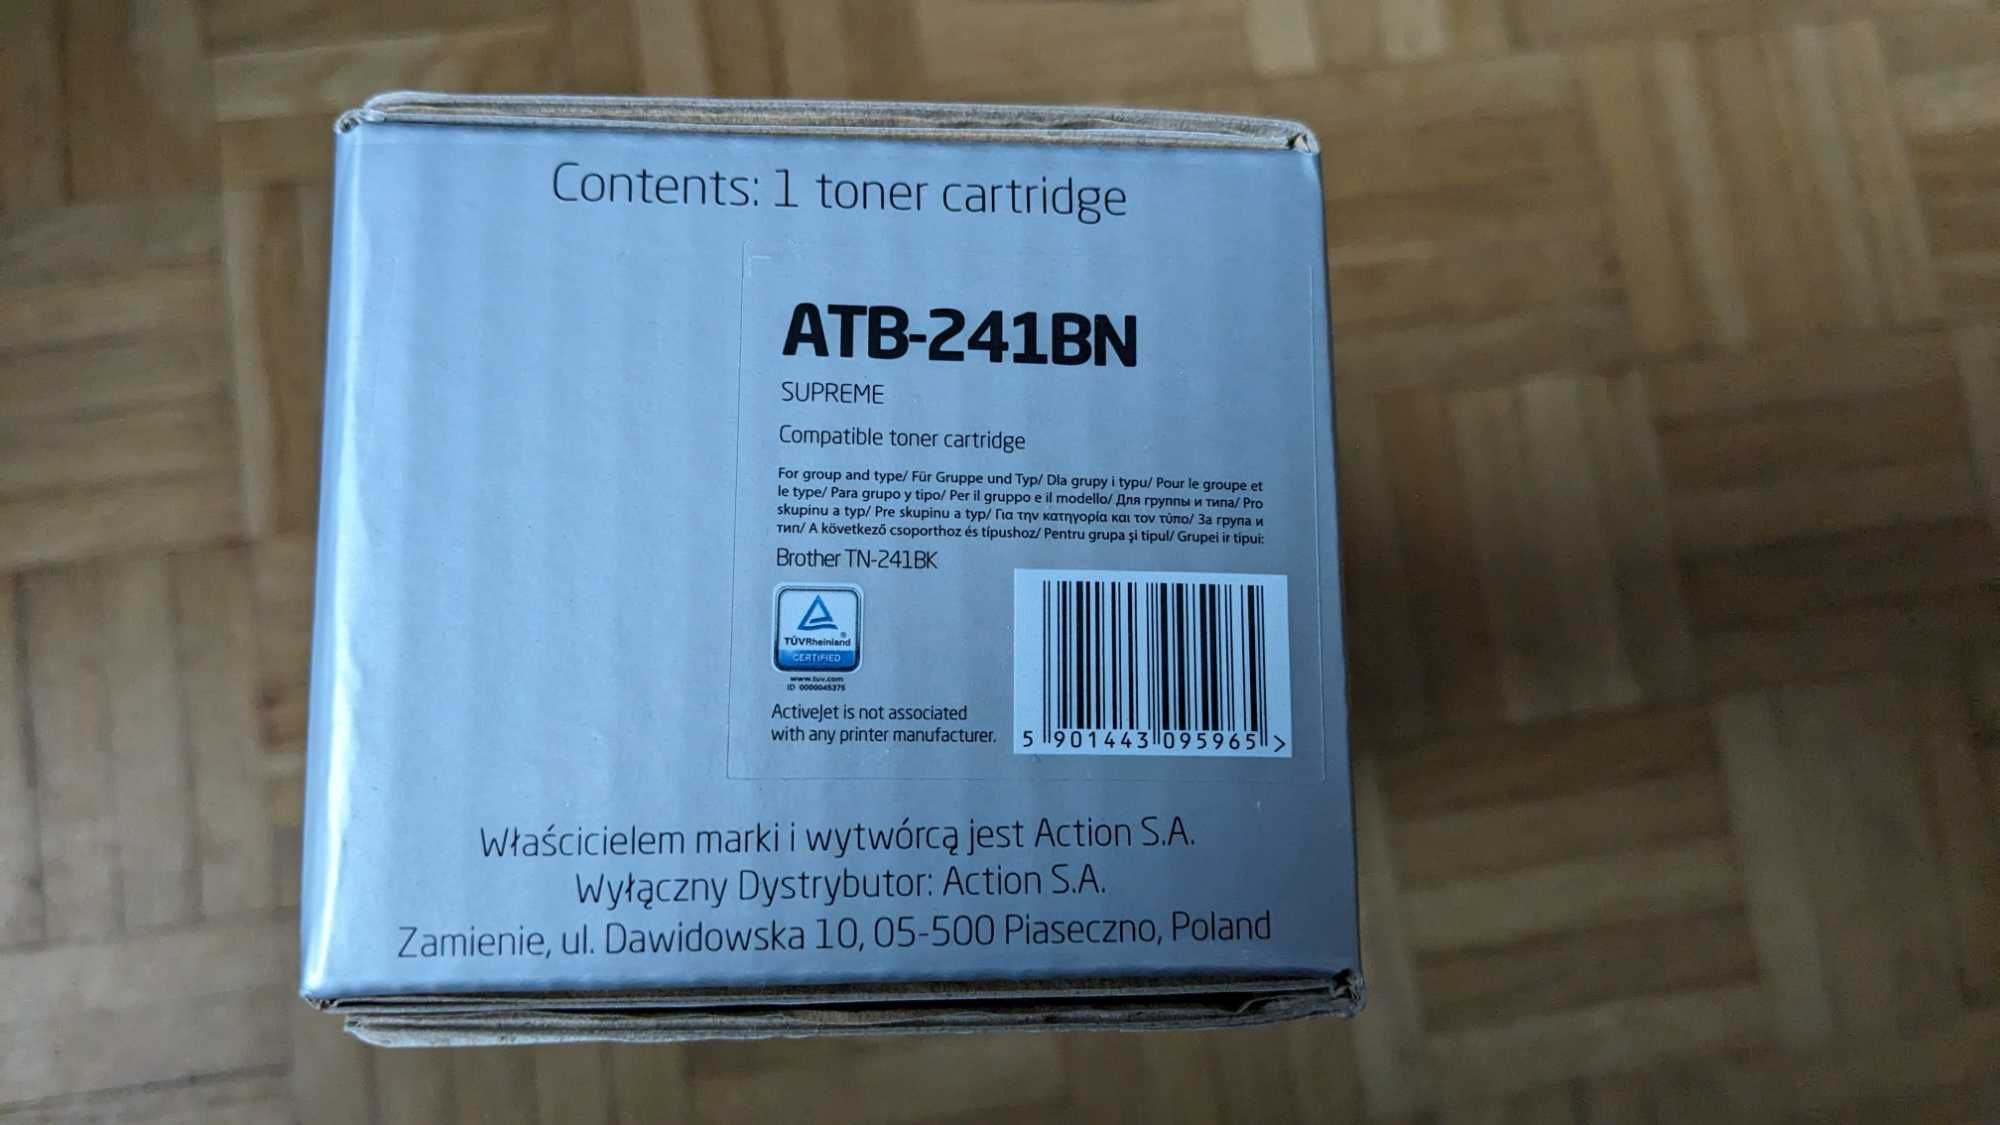 Contents: 1 toner cartridge
ATB-241BN
SUPREME
Compatible toner cartridge
For group and type/ Für Gruppe und Typ/ Dla grupy i typu/ Pour le groupe et
le type/ Para grupo y tipo/ Per il gruppo e il modello/ Для группы и типа/ Pro
skupinu a typ/ Pre skupinu a typ/ Για την κατηγορία και τον τύπο/ За група и
тип/ A következő csoporthoz és típushoz/ Pentru grupa şi tipul/ Grupei ir tipui:
Brother TN-241BK
TÜVRheinland ®
CERTIFIED
www.tuv.com
ID 0000045375
ActiveJet is not associated
with any printer manufacturer.
5 901443 095965 >
Właścicielem marki i wytwórcą jest Action S.A.
Wyłączny Dystrybutor: Action S.A.
Zamienie, ul. Dawidowska 10, 05-500 Piaseczno, Poland